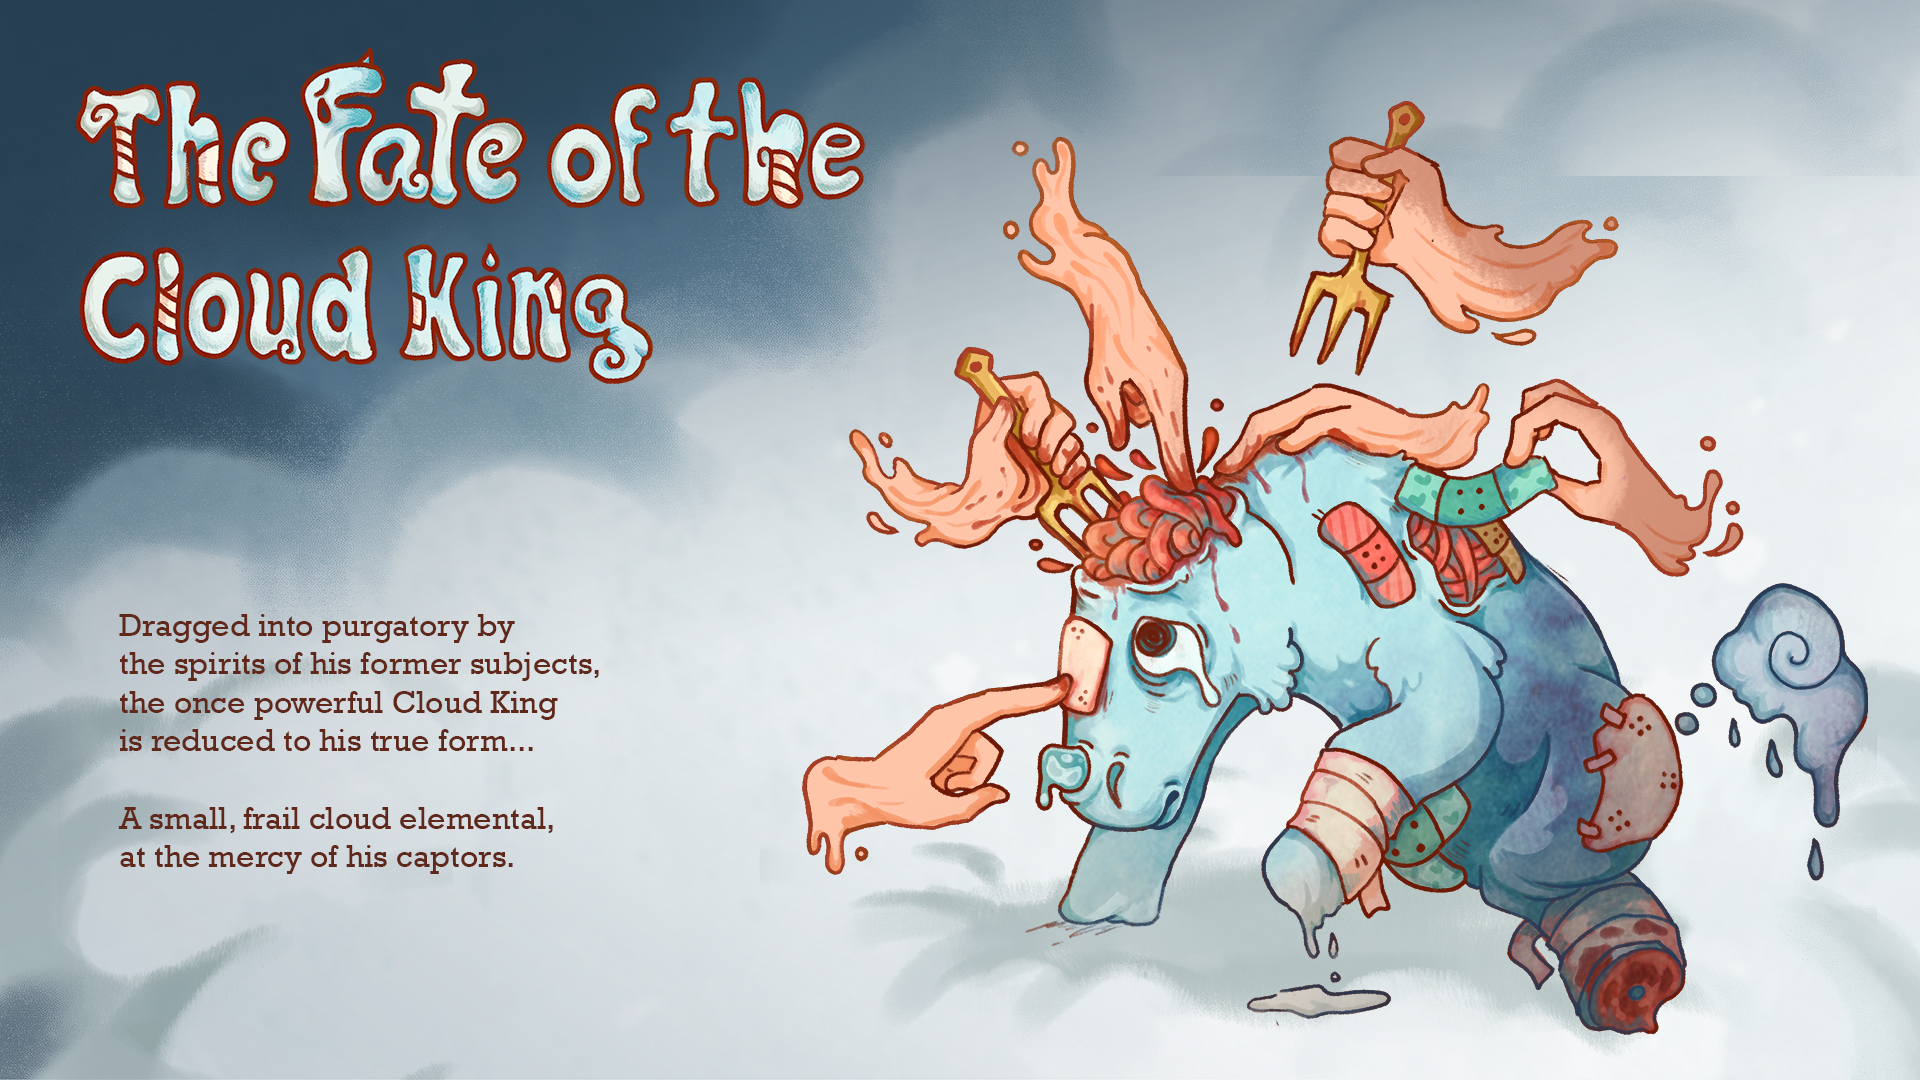 The Fate of the
Cloud King
Dragged into purgatory by
the spirits of his former subjects,
the once powerful Cloud King
is reduced to his true form...
A small, frail cloud elemental,
at the mercy of his captors.